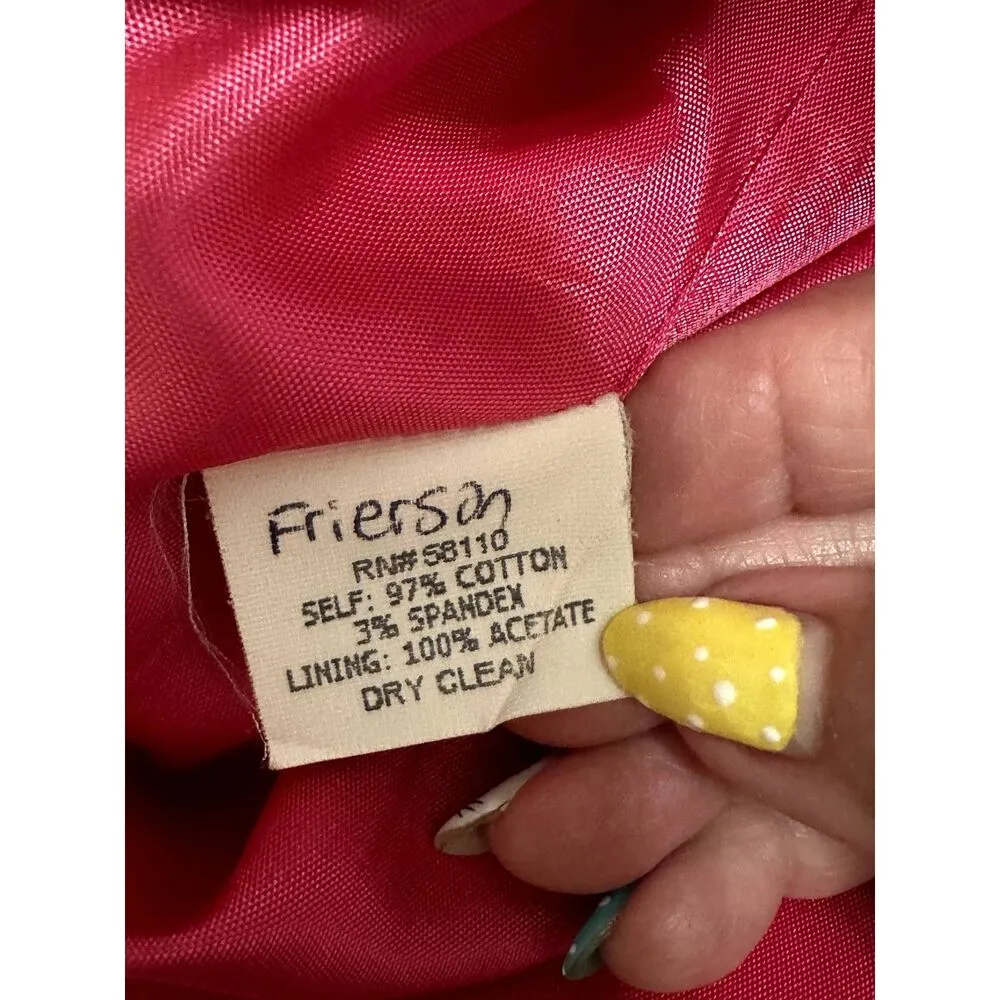 Frierson
RN# 58110
SELF: 97% COTTON
3% SPANDEX
LINING: 100% ACETATE
DRY CLEAN